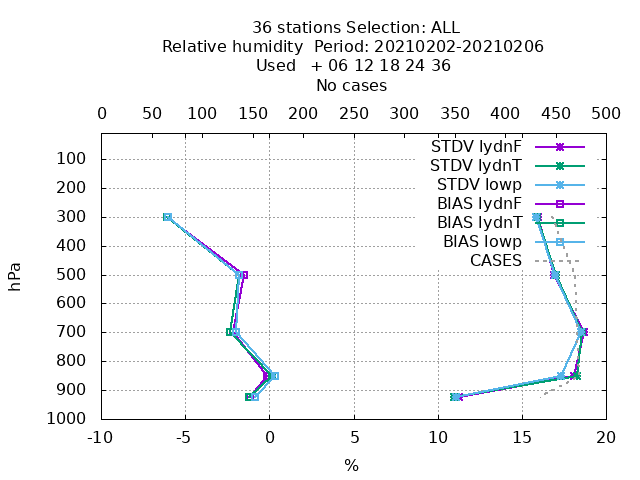 36 stations Selection: ALL
Relative humidity  Period: 20210202-20210206
Used   + 06 12 18 24 36
No cases
0 50 100 150 200 250 300 350 400 450 500
STDV lydnF
STDV lydnT
STDV lowp
BIAS lydnF
BIAS lydnT
BIAS lowp
CASES
hPa
100
200
300
400
500
600
700
800
900
1000
-10 -5 0 5 10 15 20
%